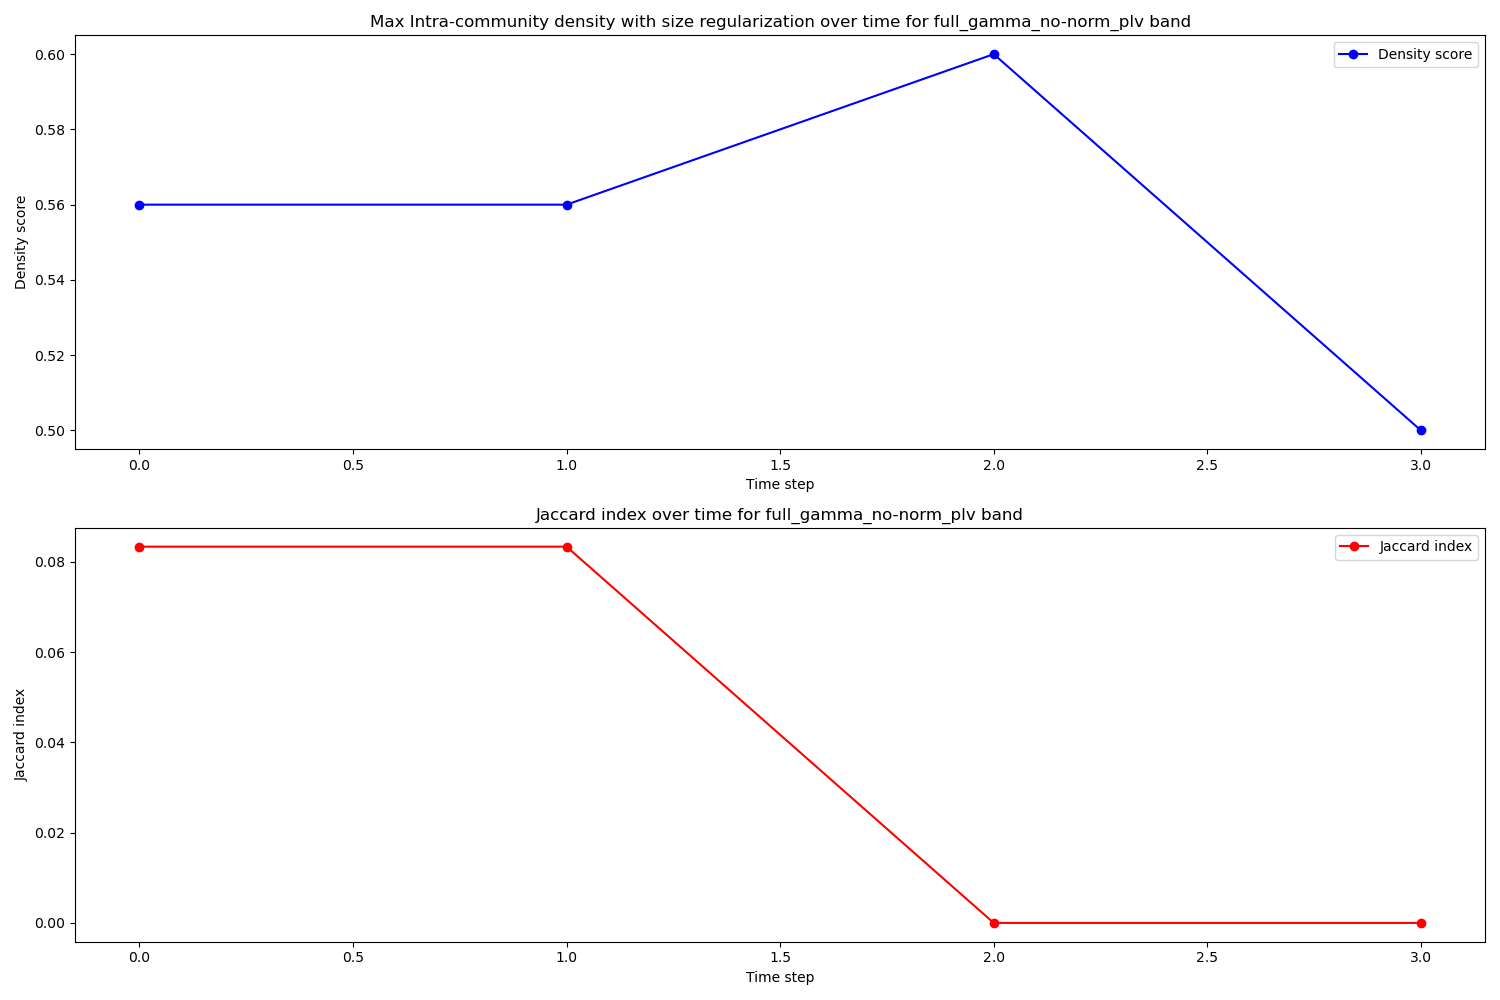 Max Intra-community density with size regularization over time for full_gamma_no-norm_plv band
Density score
0.60
0.58
0.56
0.54
0.52
0.50
Density score
0.0 0.5 1.0 1.5 2.0 2.5 3.0
Time step
Jaccard index over time for full_gamma_no-norm_plv band
Jaccard index
0.08
0.06
0.04
0.02
0.00
Jaccard index
0.0 0.5 1.0 1.5 2.0 2.5 3.0
Time step